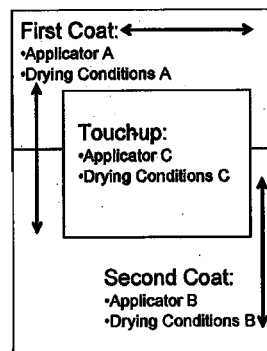 First Coat:
•Applicator A
•Drying Conditions A
Touchup:
•Applicator C
•Drying Conditions C
Second Coat:
•Applicator B
•Drying Conditions B